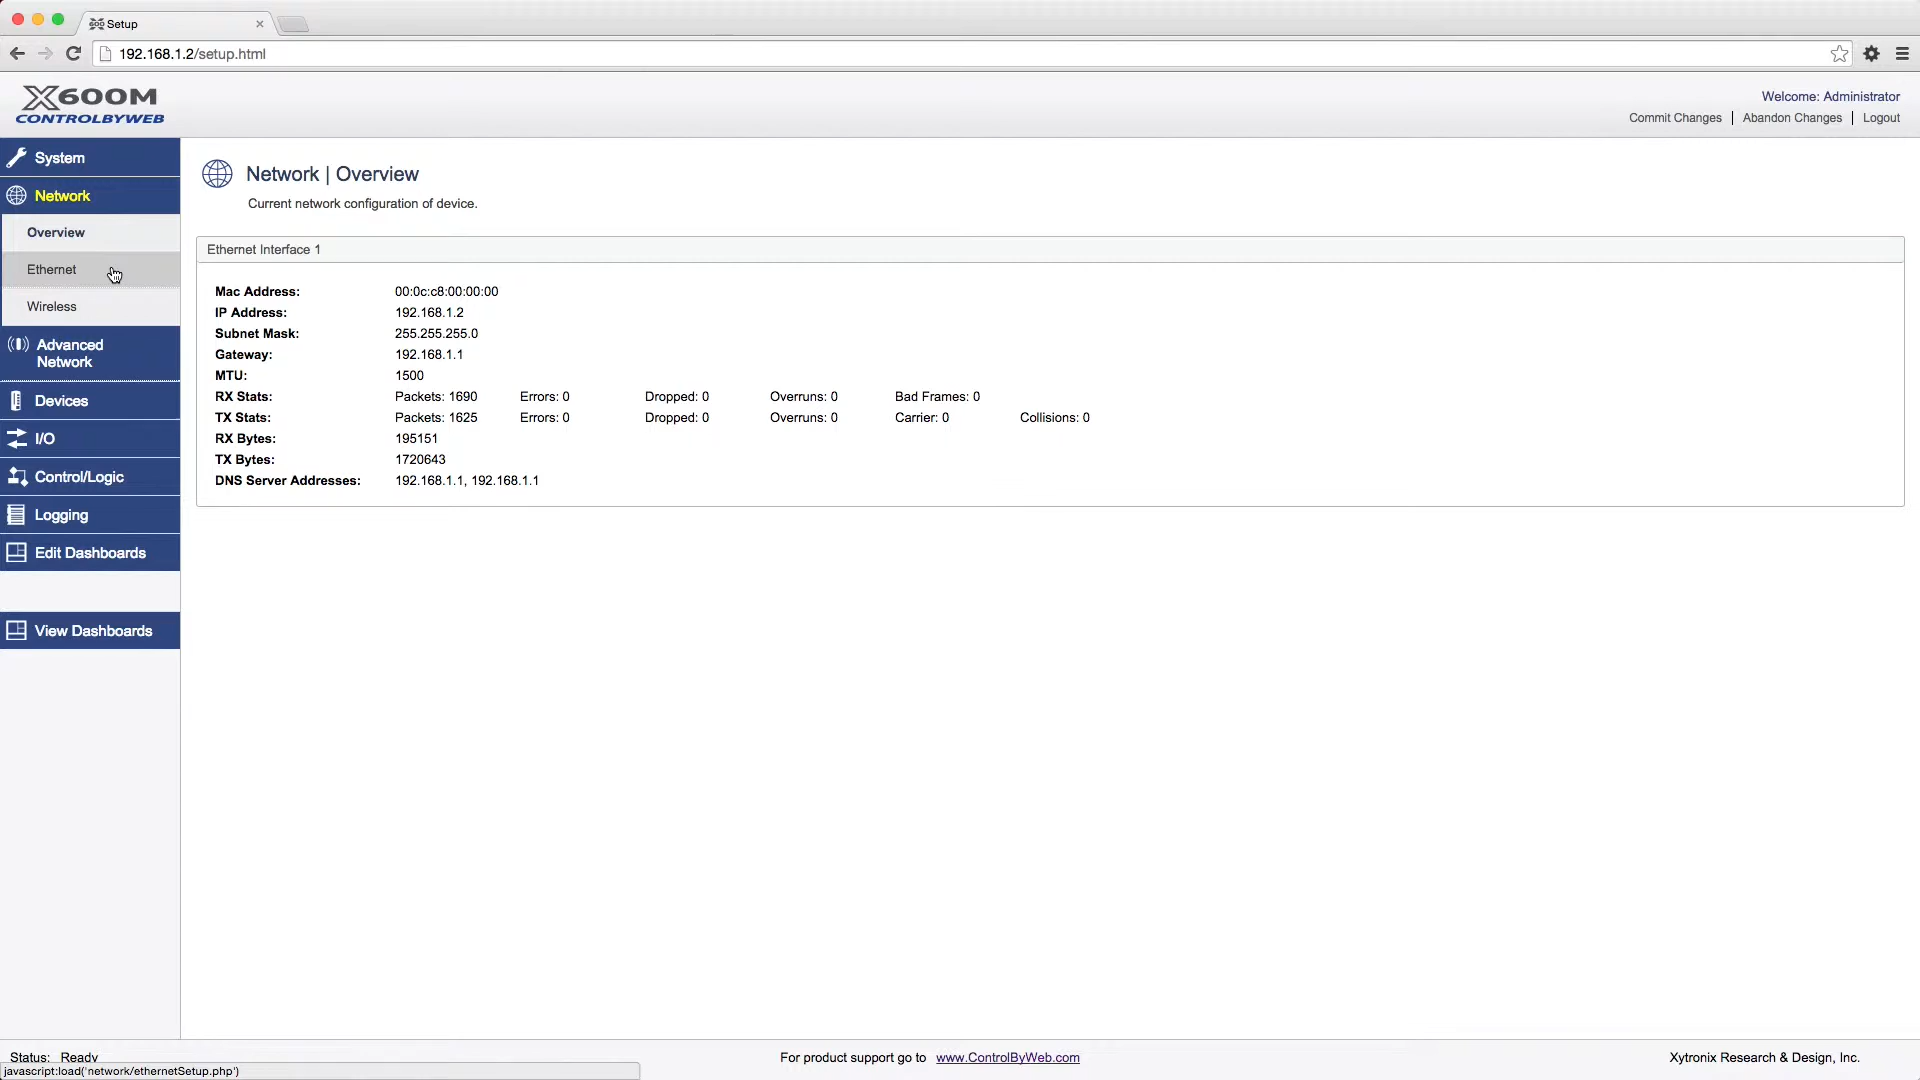 Setup
192.168.1.2/setup.html
X600M
CONTROLBYWEB
Welcome: Administrator
Commit Changes | Abandon Changes | Logout
System
Network
Overview
Ethernet
Wireless
Advanced
Network
Devices
I/O
Control/Logic
Logging
Edit Dashboards
View Dashboards
Network | Overview
Current network configuration of device.
Ethernet Interface 1
Mac Address: 00:0c:c8:00:00:00
IP Address: 192.168.1.2
Subnet Mask: 255.255.255.0
Gateway: 192.168.1.1
MTU: 1500
RX Stats: Packets: 1690 Errors: 0 Dropped: 0 Overruns: 0 Bad Frames: 0
TX Stats: Packets: 1625 Errors: 0 Dropped: 0 Overruns: 0 Carrier: 0 Collisions: 0
RX Bytes: 195151
TX Bytes: 1720643
DNS Server Addresses: 192.168.1.1, 192.168.1.1
Status: Ready
For product support go to www.ControlByWeb.com
Xytronix Research & Design, Inc.
javascript:load('network/ethernetSetup.php')